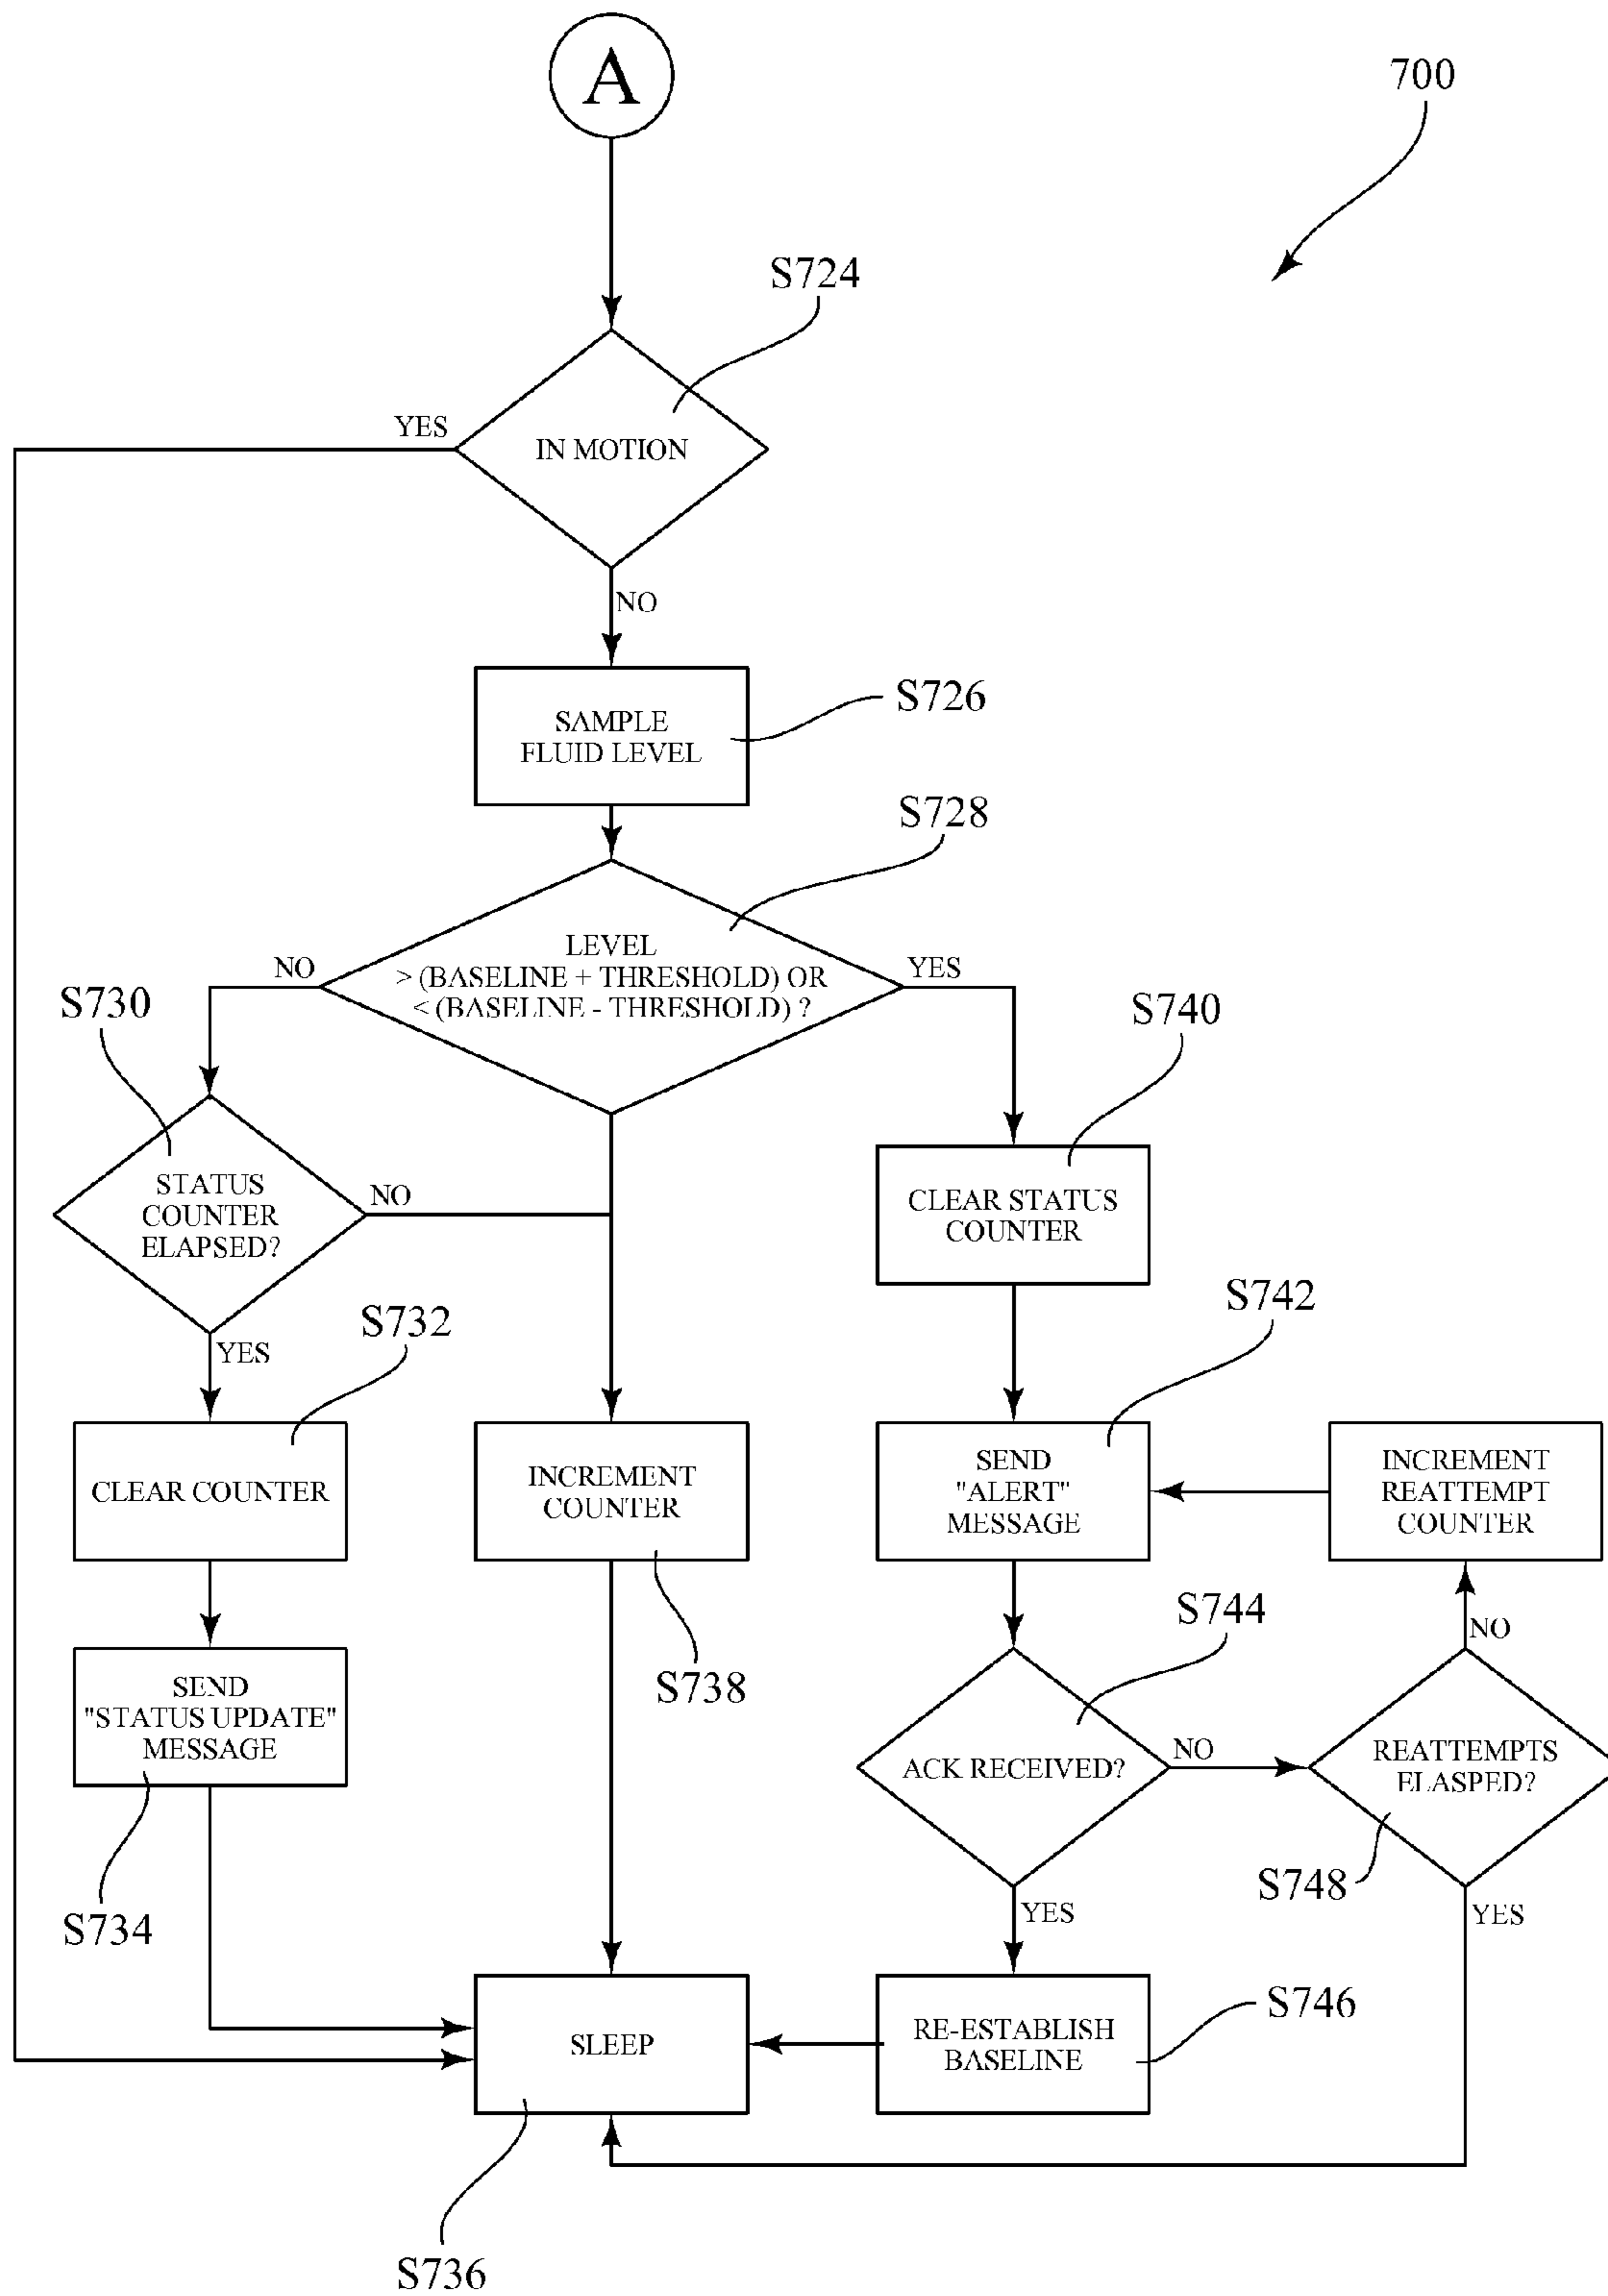 A
700
S724
YES
IN MOTION
NO
SAMPLE
FLUID LEVEL
S726
S728
LEVEL
> (BASELINE + THRESHOLD) OR
< (BASELINE - THRESHOLD) ?
NO
YES
S730
S740
STATUS
COUNTER
ELAPSED?
NO
YES
CLEAR STATUS
COUNTER
S732
S742
CLEAR COUNTER
INCREMENT
COUNTER
SEND
"ALERT"
MESSAGE
INCREMENT
REATTEMPT
COUNTER
S738
S744
NO
SEND
"STATUS UPDATE"
MESSAGE
S734
ACK RECEIVED?
NO
REATTEMPTS
ELASPED?
S748
YES
YES
SLEEP
RE-ESTABLISH
BASELINE
S746
S736